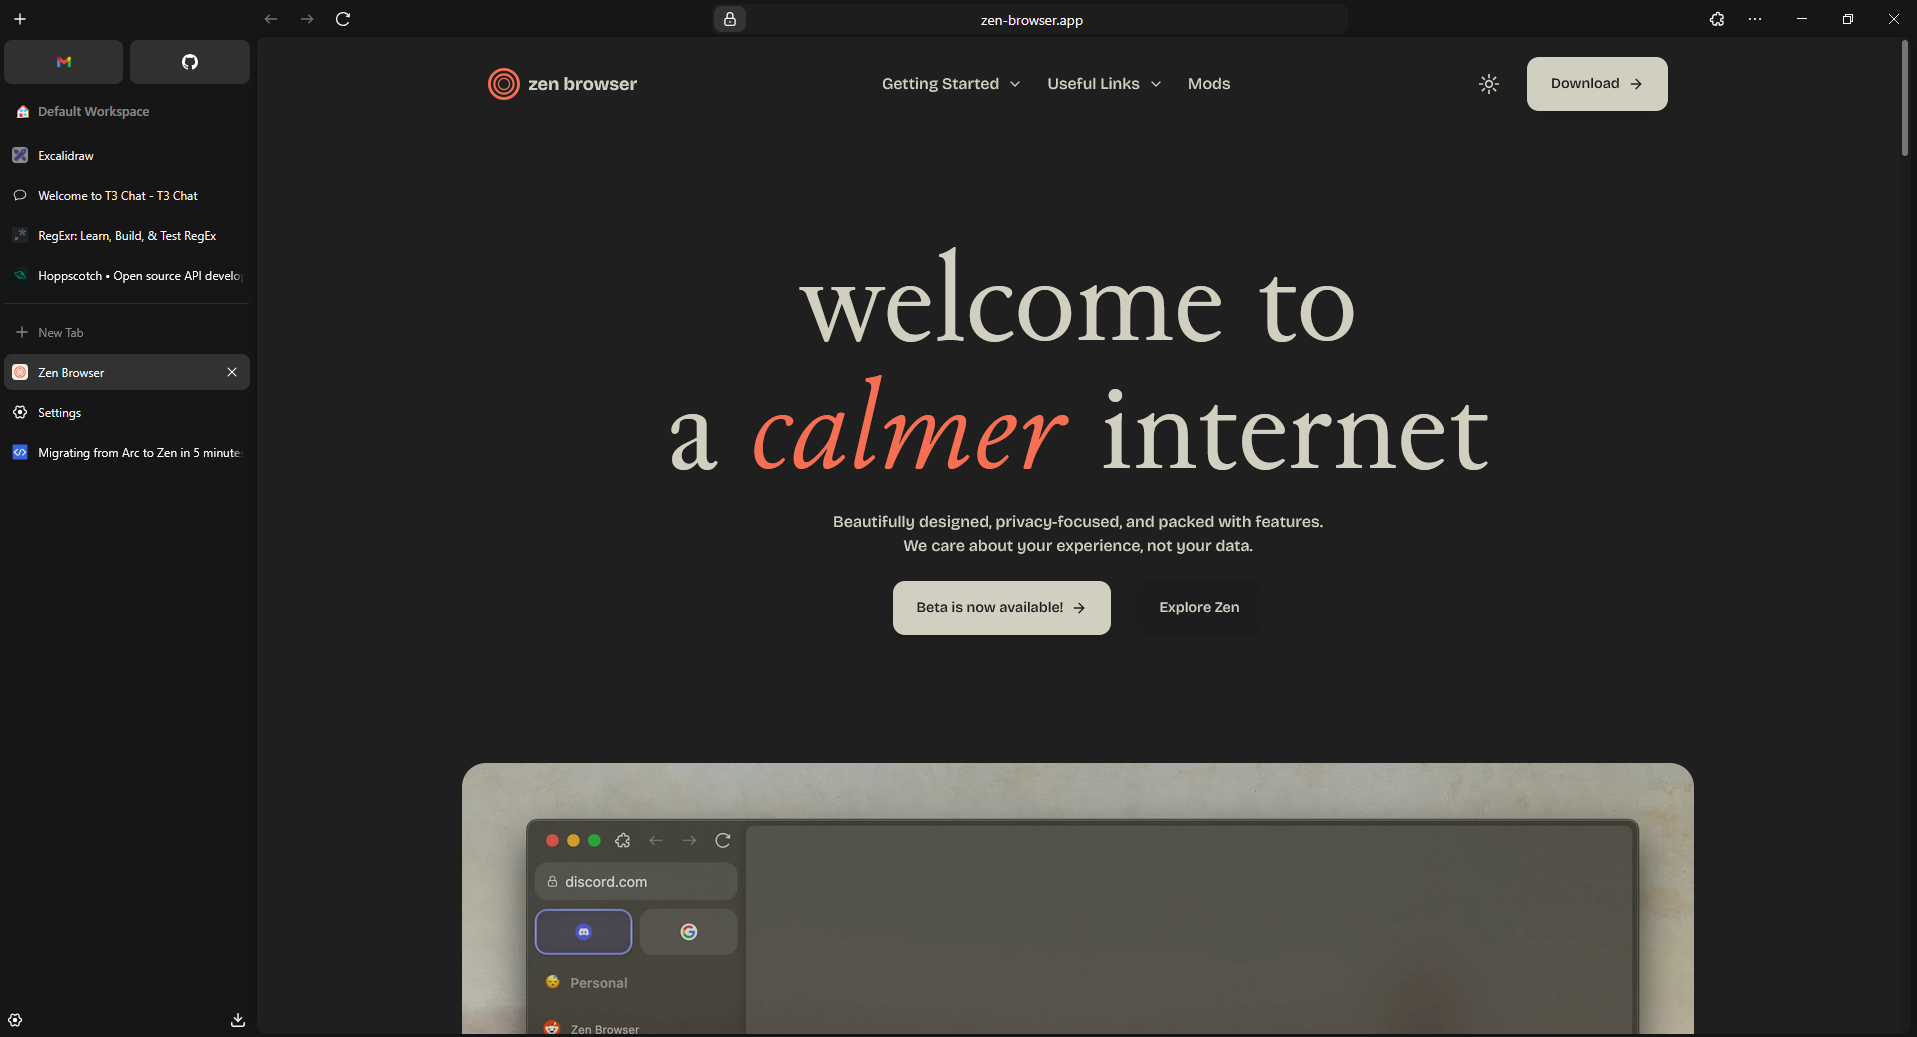 zen-browser.app
Default Workspace
Excalidraw
Welcome to T3 Chat - T3 Chat
RegExr: Learn, Build, & Test RegEx
Hoppscotch • Open source API develo
New Tab
Zen Browser
Settings
Migrating from Arc to Zen in 5 minute
zen browser
Getting Started
Useful Links
Mods
Download
welcome to
a calmer internet
Beautifully designed, privacy-focused, and packed with features.
We care about your experience, not your data.
Beta is now available!
Explore Zen
discord.com
Personal
Zen Browser